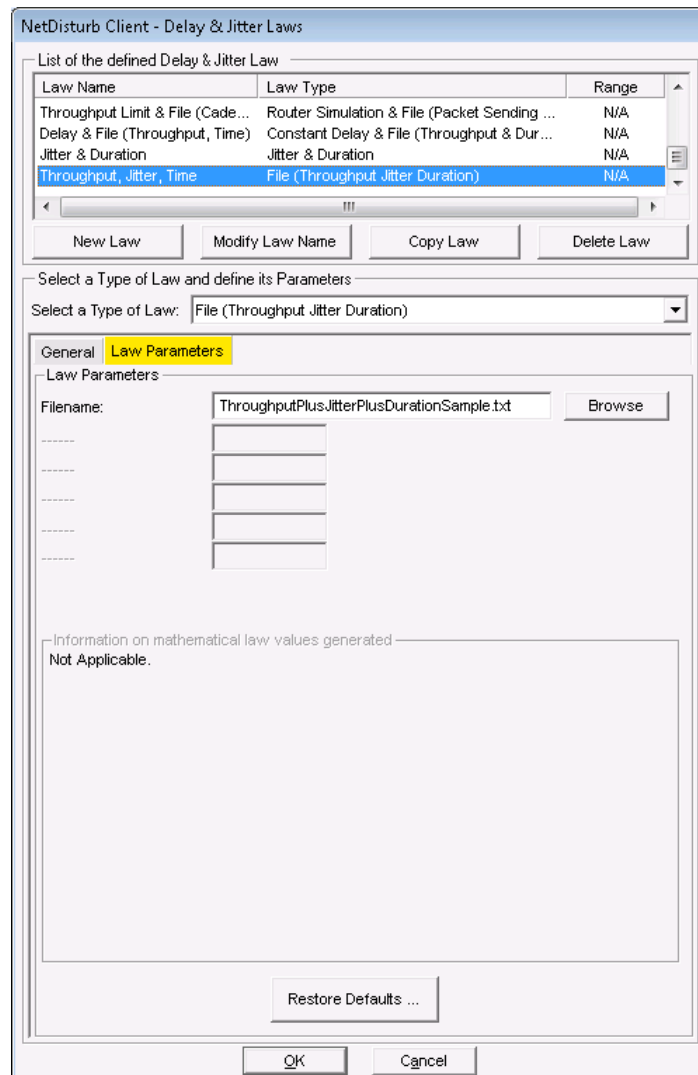 NetDisturb Client - Delay & Jitter Laws
List of the defined Delay & Jitter Law
Law Name Law Type Range
Throughput Limit & File (Cade... Router Simulation & File (Packet Sending ... N/A
Delay & File (Throughput, Time) Constant Delay & File (Throughput & Dur... N/A
Jitter & Duration Jitter & Duration N/A
Throughput, Jitter, Time File (Throughput Jitter Duration) N/A
New Law Modify Law Name Copy Law Delete Law
Select a Type of Law and define its Parameters
Select a Type of Law: File (Throughput Jitter Duration)
General Law Parameters
Law Parameters
Filename: ThroughputPlusJitterPlusDurationSample.txt Browse
------
------
------
------
------
Information on mathematical law values generated
Not Applicable.
Restore Defaults ...
OK Cancel